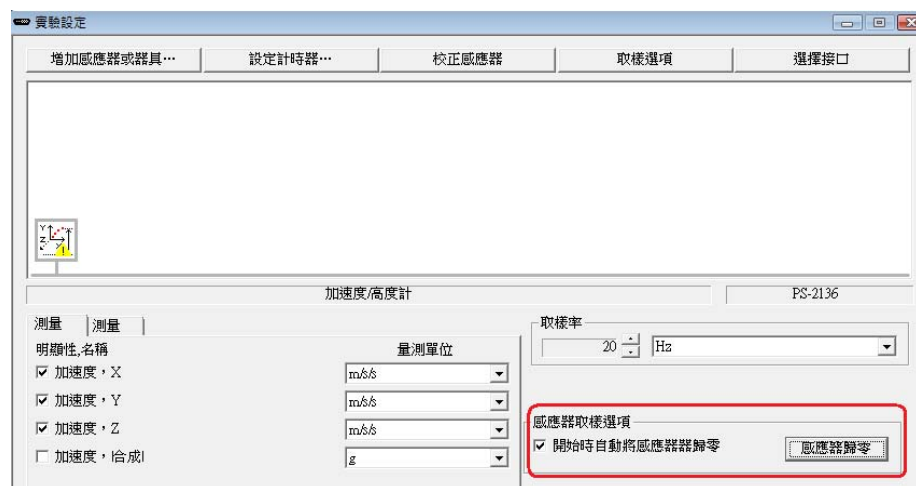 實驗設定
增加感應器或器具… 設定計時器… 校正感應器 取樣選項 選擇接口
Y
Z
加速度/高度計 PS-2136
測量 測量
明顯性,名稱 量測單位
加速度,X m/s/s
加速度,Y m/s/s
加速度,Z m/s/s
加速度,|合成| g
取樣率
20 Hz
感應器取樣選項
開始時自動將感應器器歸零 感應器歸零